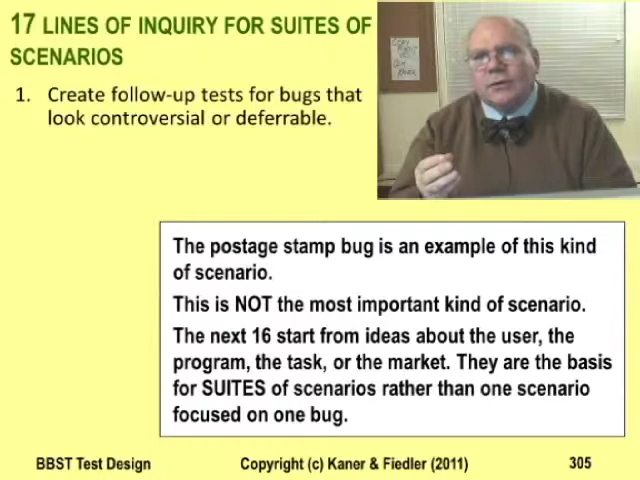 17 LINES OF INQUIRY FOR SUITES OF
SCENARIOS
1. Create follow-up tests for bugs that
look controversial or deferrable.
The postage stamp bug is an example of this kind
of scenario.
This is NOT the most important kind of scenario.
The next 16 start from ideas about the user, the
program, the task, or the market. They are the basis
for SUITES of scenarios rather than one scenario
focused on one bug.
BBST Test Design Copyright (c) Kaner & Fiedler (2011) 305